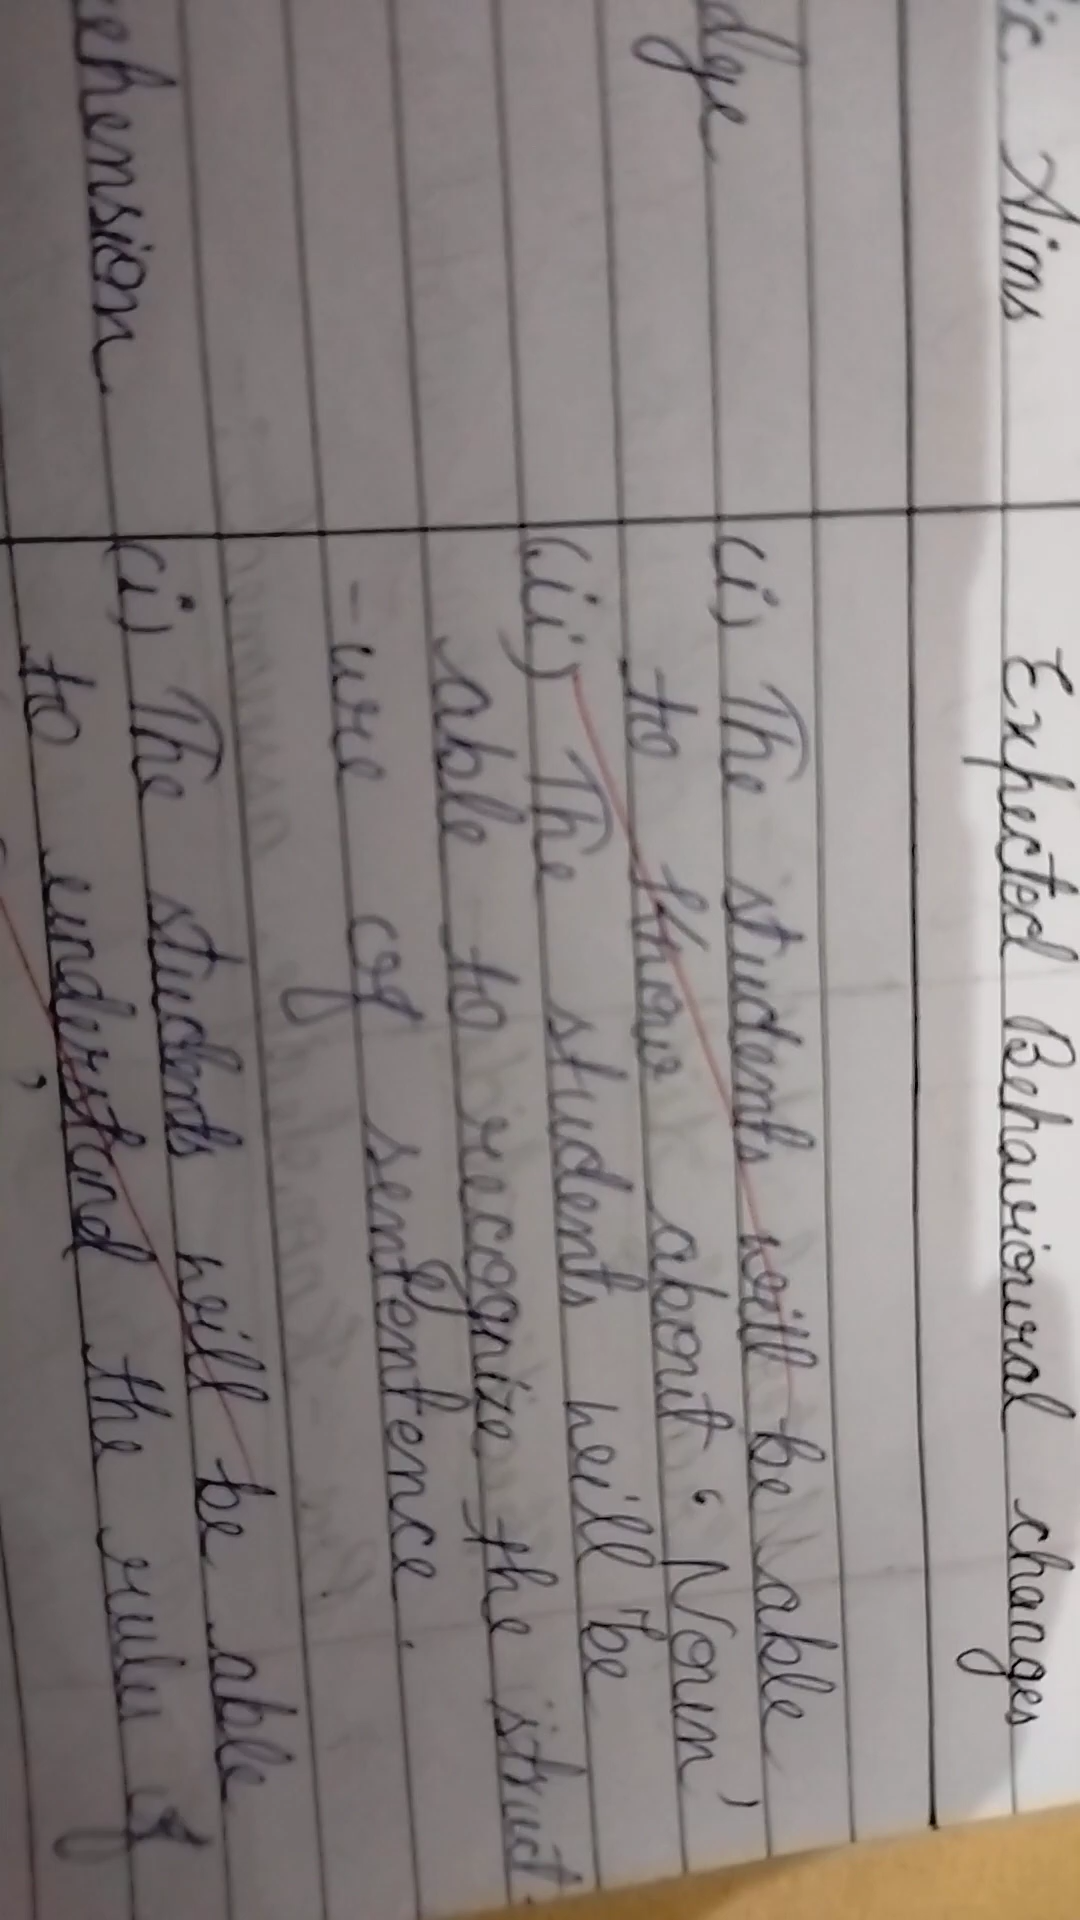 ic Aims Expected Behavioural changes
dge (i) The students will be able
to know about 'Noun'
(ii) The students will be
able to recognize the struct-
-ure of sentence.
ehension (i) The students will be able
to understand the rules of